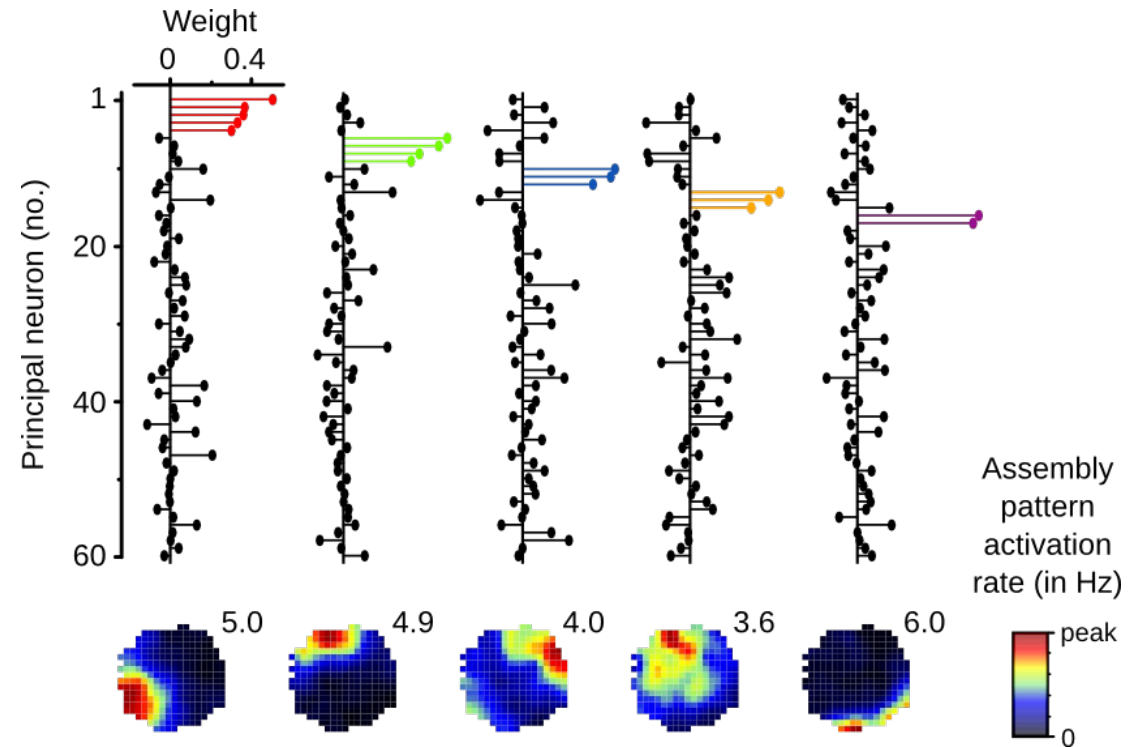 Weight
0 0.4
Principal neuron (no.)
1
20
40
60
Assembly
pattern
activation
rate (in Hz)
5.0 4.9 4.0 3.6 6.0
peak
0